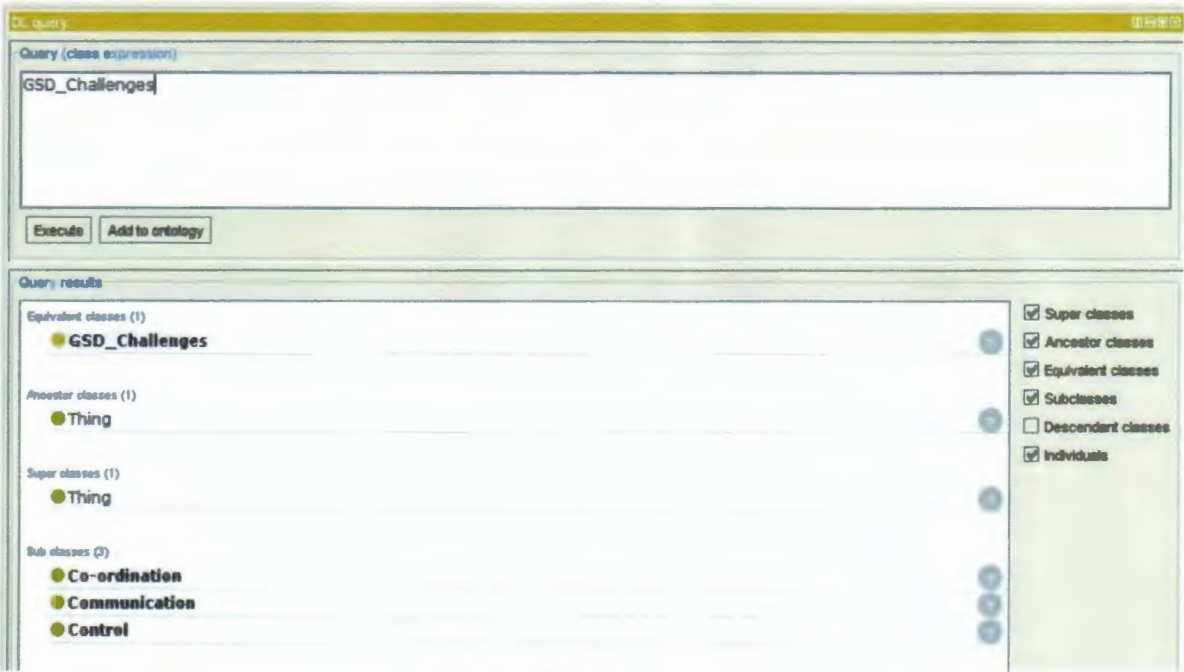 DL query
Query (class expression)
GSD_Challenges
Execute
Add to ontology
Query results
Equivalent classes (1)
GSD_Challenges
Ancestor classes (1)
Thing
Super classes (1)
Thing
Sub classes (3)
Co-ordination
Communication
Control
Super classes
Ancestor classes
Equivalent classes
Subclasses
Descendant classes
Individuals